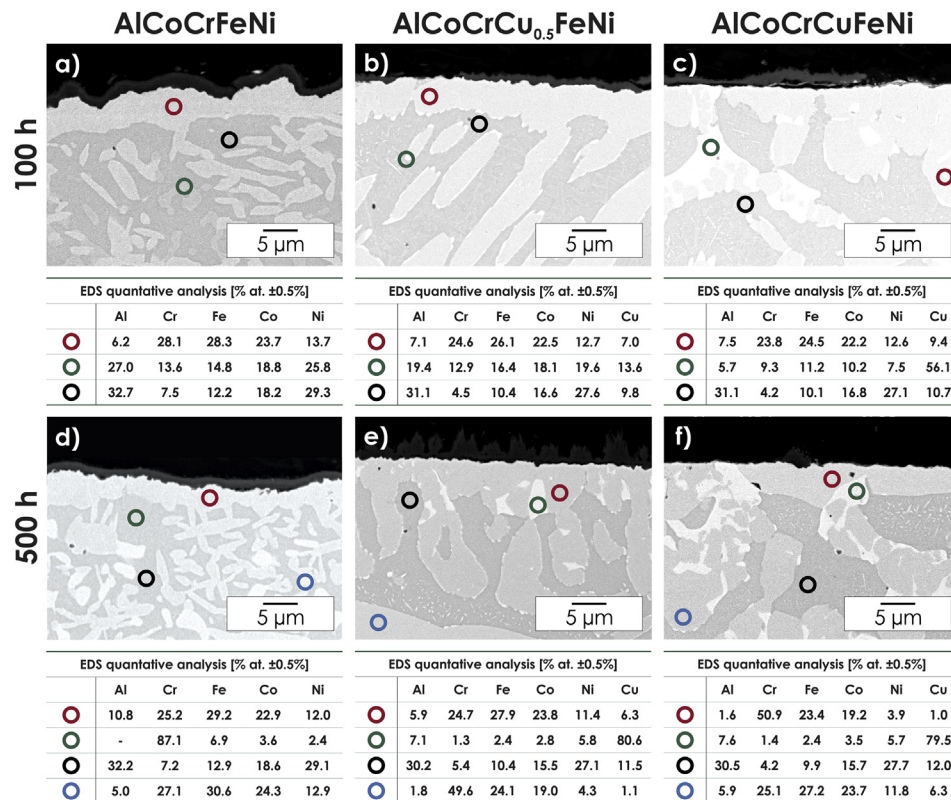 AlCoCrFeNi AlCoCrCu0.5FeNi AlCoCrCuFeNi
100 h
a) b) c)
5 μm 5 μm 5 μm
EDS quantative analysis [% at. ±0.5%]
Al Cr Fe Co Ni
6.2 28.1 28.3 23.7 13.7
27.0 13.6 14.8 18.8 25.8
32.7 7.5 12.2 18.2 29.3
EDS quantative analysis [% at. ±0.5%]
Al Cr Fe Co Ni Cu
7.1 24.6 26.1 22.5 12.7 7.0
19.4 12.9 16.4 18.1 19.6 13.6
31.1 4.5 10.4 16.6 27.6 9.8
EDS quantative analysis [% at. ±0.5%]
Al Cr Fe Co Ni Cu
7.5 23.8 24.5 22.2 12.6 9.4
5.7 9.3 11.2 10.2 7.5 56.1
31.1 4.2 10.1 16.8 27.1 10.7
500 h
d) e) f)
5 μm 5 μm 5 μm
EDS quantative analysis [% at. ±0.5%]
Al Cr Fe Co Ni
10.8 25.2 29.2 22.9 12.0
- 87.1 6.9 3.6 2.4
32.2 7.2 12.9 18.6 29.1
5.0 27.1 30.6 24.3 12.9
EDS quantative analysis [% at. ±0.5%]
Al Cr Fe Co Ni Cu
5.9 24.7 27.9 23.8 11.4 6.3
7.1 1.3 2.4 2.8 5.8 80.6
30.2 5.4 10.4 15.5 27.1 11.5
1.8 49.6 24.1 19.0 4.3 1.1
EDS quantative analysis [% at. ±0.5%]
Al Cr Fe Co Ni Cu
1.6 50.9 23.4 19.2 3.9 1.0
7.6 1.4 2.4 3.5 5.7 79.5
30.5 4.2 9.9 15.7 27.7 12.0
5.9 25.1 27.2 23.7 11.8 6.3